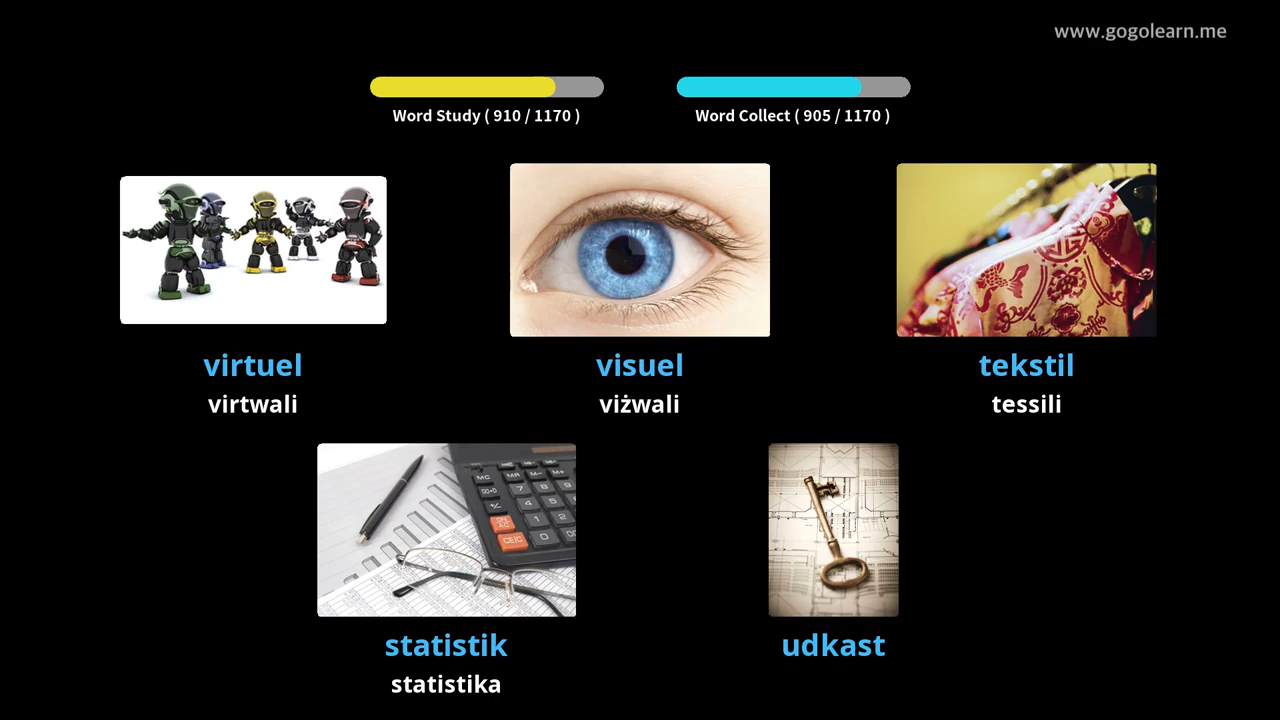 www.gogolearn.me
Word Study ( 910 / 1170 )
Word Collect ( 905 / 1170 )
virtuel
virtwali
visuel
viżwali
tekstil
tessili
statistik
statistika
udkast